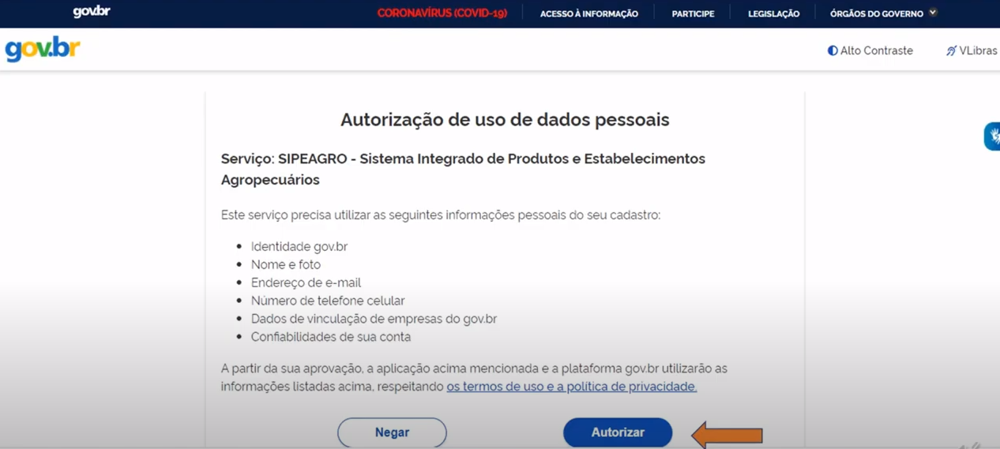 gov.br
CORONAVÍRUS (COVID-19)
ACESSO À INFORMAÇÃO
PARTICIPE
LEGISLAÇÃO
ÓRGÃOS DO GOVERNO
gov.br
Alto Contraste
VLibras
Autorização de uso de dados pessoais
Serviço: SIPEAGRO - Sistema Integrado de Produtos e Estabelecimentos
Agropecuários
Este serviço precisa utilizar as seguintes informações pessoais do seu cadastro:
Identidade gov.br
Nome e foto
Endereço de e-mail
Número de telefone celular
Dados de vinculação de empresas do gov.br
Confiabilidades de sua conta
A partir da sua aprovação, a aplicação acima mencionada e a plataforma gov.br utilizarão as
informações listadas acima, respeitando os termos de uso e a política de privacidade.
Negar
Autorizar